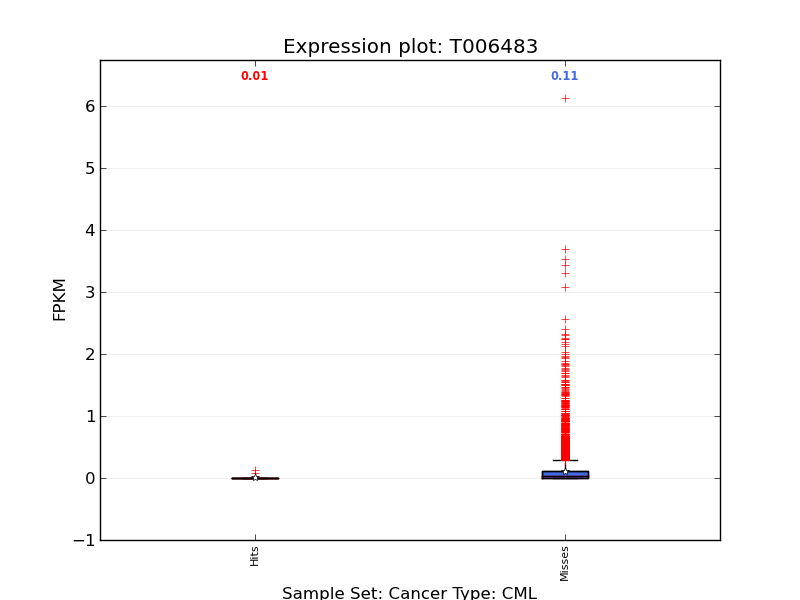 Expression plot: T006483
0.01
0.11
6
5
4
3
2
1
0
−1
FPKM
Hits
Misses
Sample Set: Cancer Type: CML